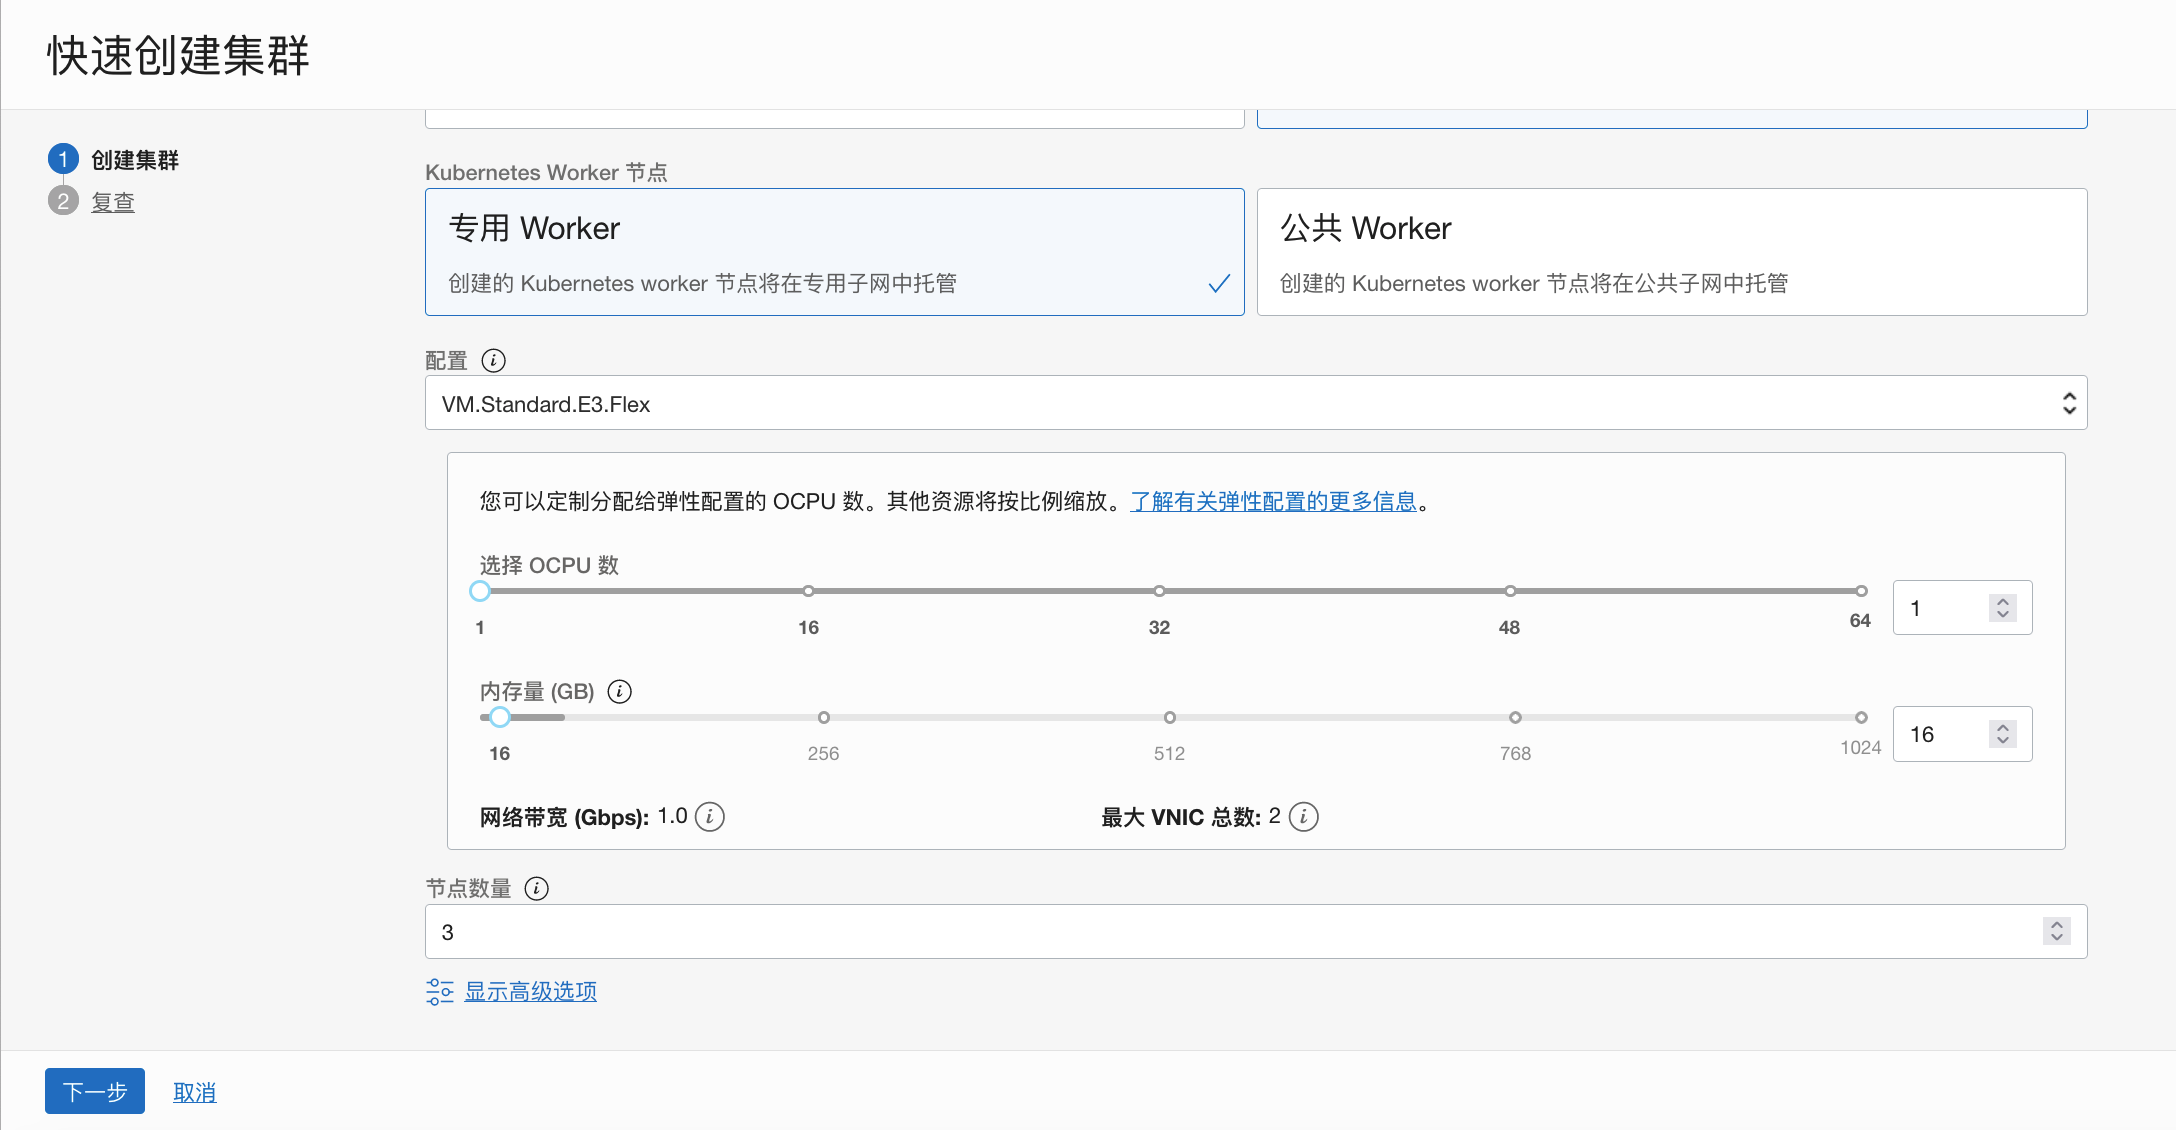 快速创建集群
1 创建集群
2 复查
Kubernetes Worker 节点
专用 Worker
创建的 Kubernetes worker 节点将在专用子网中托管
公共 Worker
创建的 Kubernetes worker 节点将在公共子网中托管
配置 i
VM.Standard.E3.Flex
您可以定制分配给弹性配置的 OCPU 数。其他资源将按比例缩放。了解有关弹性配置的更多信息。
选择 OCPU 数
1 16 32 48 64
1
内存量 (GB) i
16 256 512 768 1024
16
网络带宽 (Gbps): 1.0 i
最大 VNIC 总数: 2 i
节点数量 i
3
显示高级选项
下一步 取消